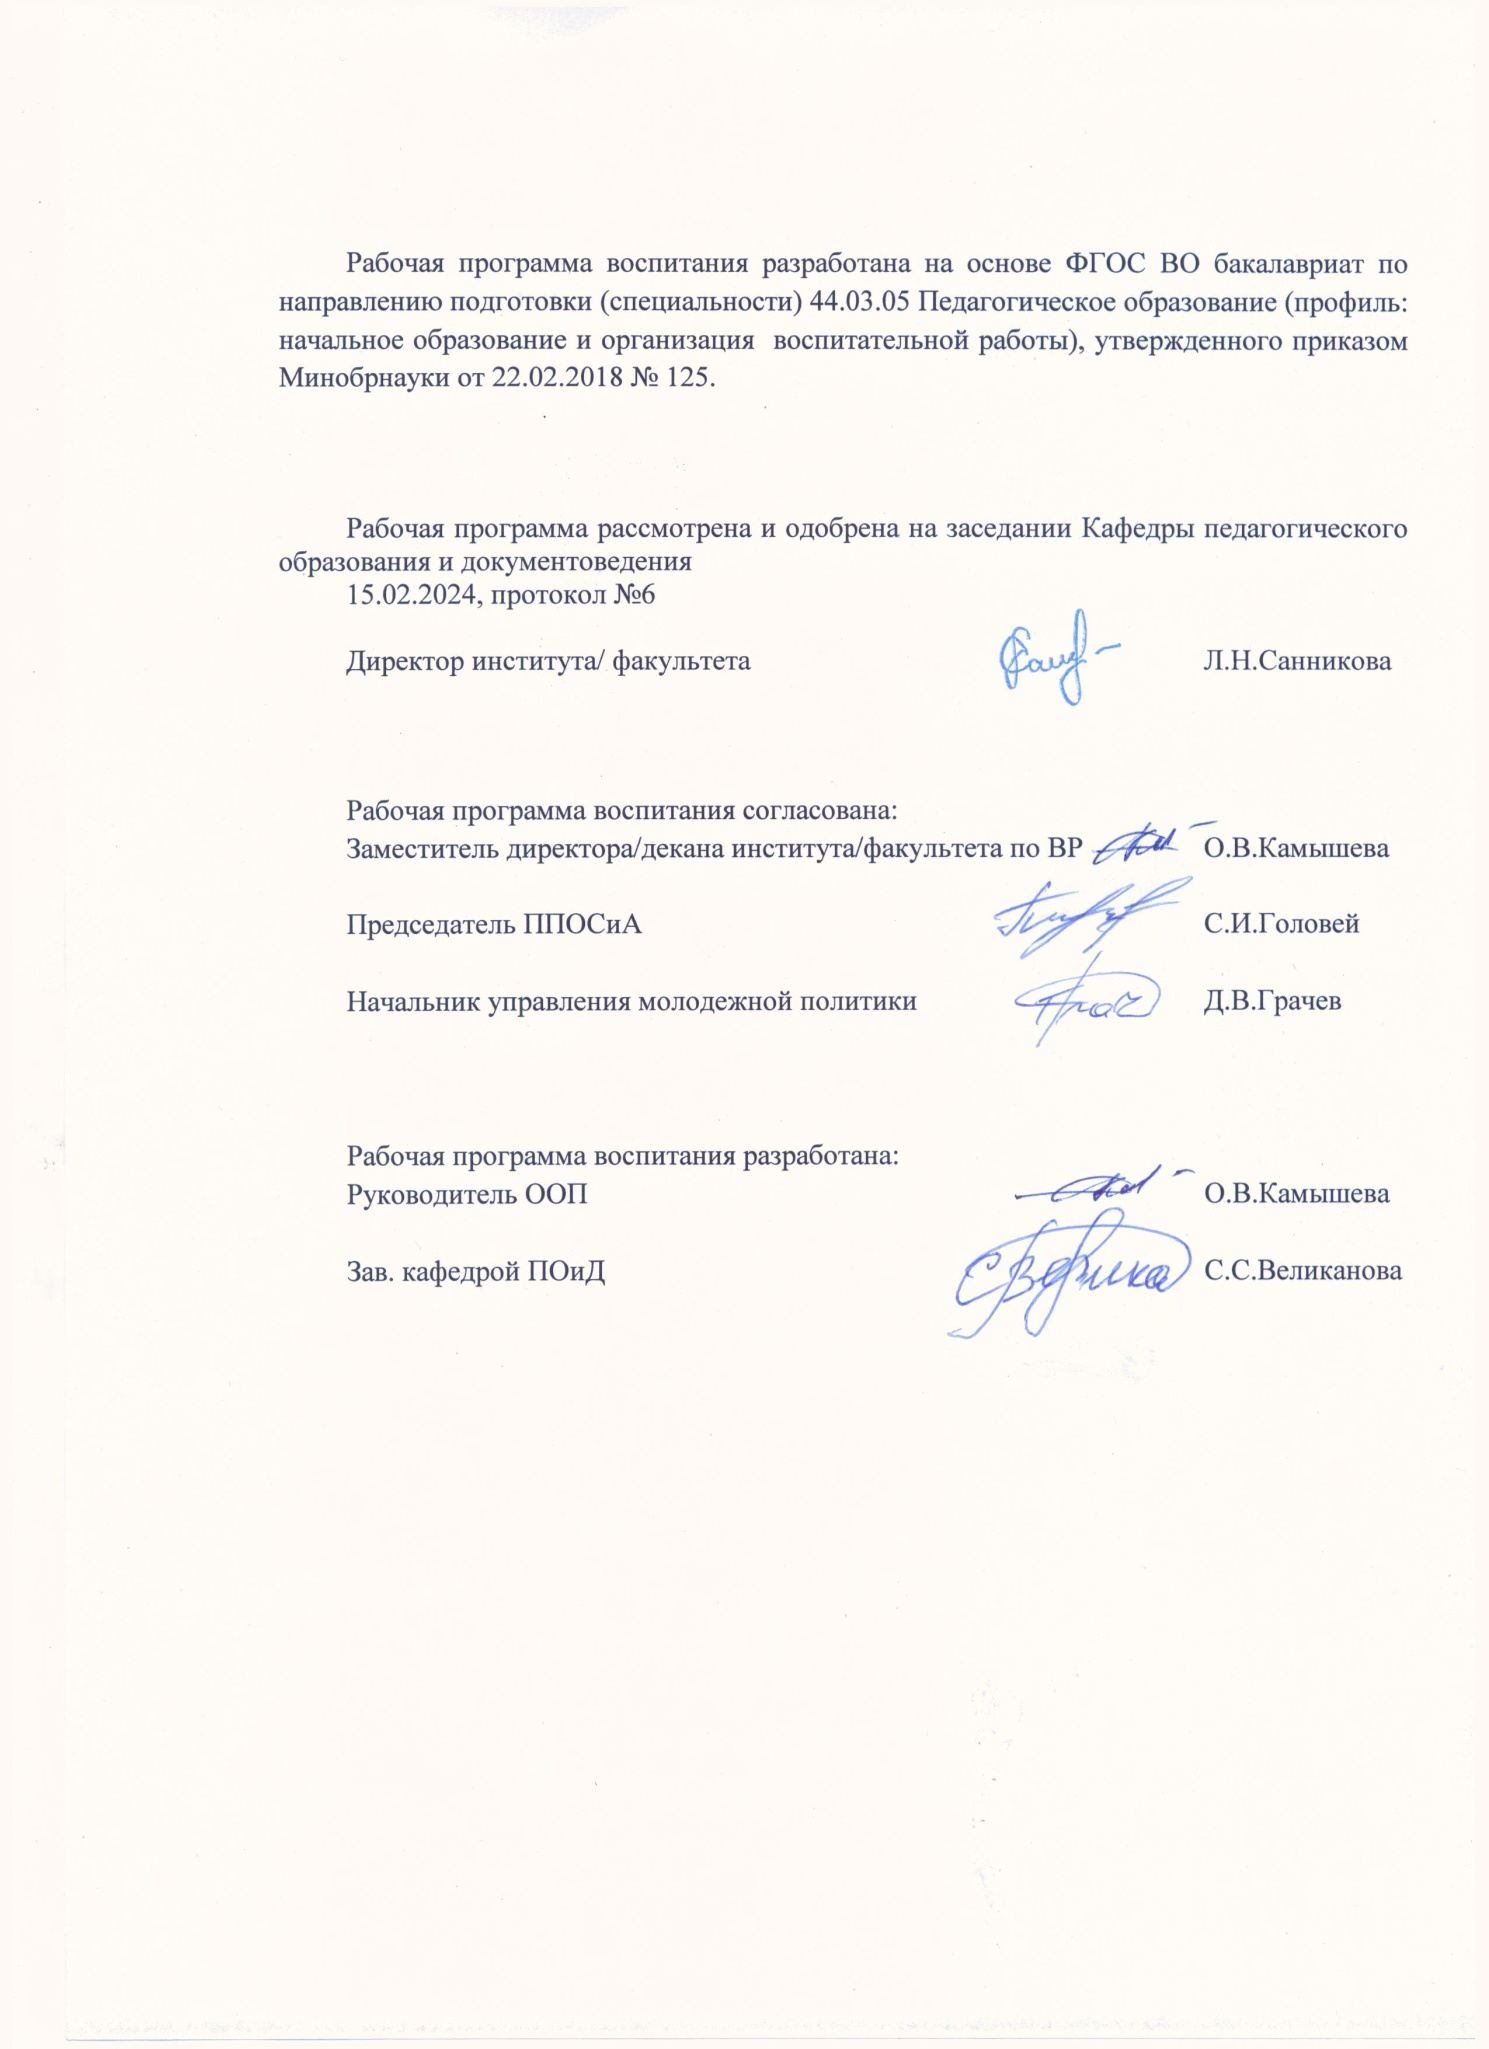 Рабочая программа воспитания разработана на основе ФГОС ВО бакалавриат по
направлению подготовки (специальности) 44.03.05 Педагогическое образование (профиль:
начальное образование и организация воспитательной работы), утвержденного приказом
Минобрнауки от 22.02.2018 № 125.
Рабочая программа рассмотрена и одобрена на заседании Кафедры педагогического
образования и документоведения
15.02.2024, протокол №6
Директор института/ факультета Л.Н.Санникова
Рабочая программа воспитания согласована:
Заместитель директора/декана института/факультета по ВР О.В.Камышева
Председатель ППОСиА С.И.Головей
Начальник управления молодежной политики Д.В.Грачев
Рабочая программа воспитания разработана:
Руководитель ООП О.В.Камышева
Зав. кафедрой ПОиД С.С.Великанова